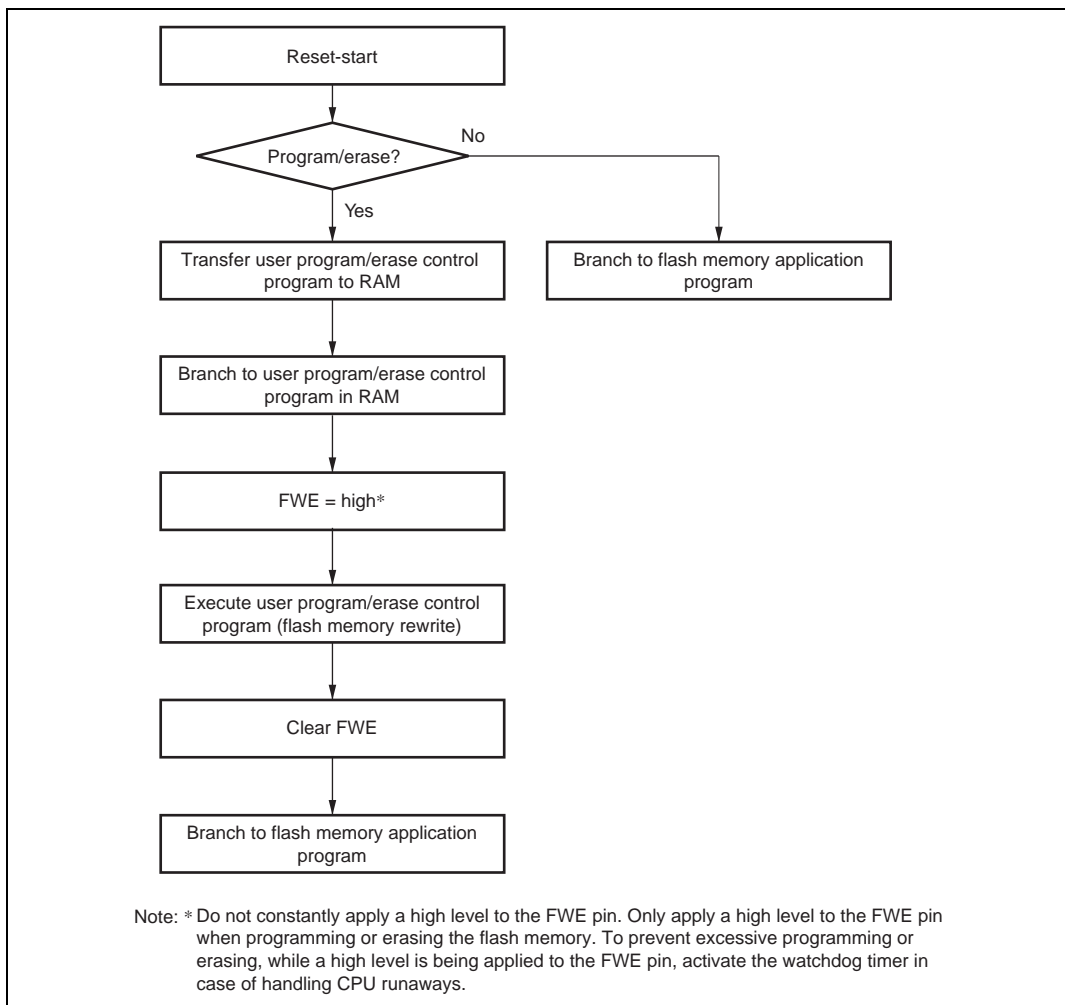 Reset-start
Program/erase?
No
Yes
Transfer user program/erase control
program to RAM
Branch to flash memory application
program
Branch to user program/erase control
program in RAM
FWE = high*
Execute user program/erase control
program (flash memory rewrite)
Clear FWE
Branch to flash memory application
program
Note: * Do not constantly apply a high level to the FWE pin. Only apply a high level to the FWE pin
when programming or erasing the flash memory. To prevent excessive programming or
erasing, while a high level is being applied to the FWE pin, activate the watchdog timer in
case of handling CPU runaways.